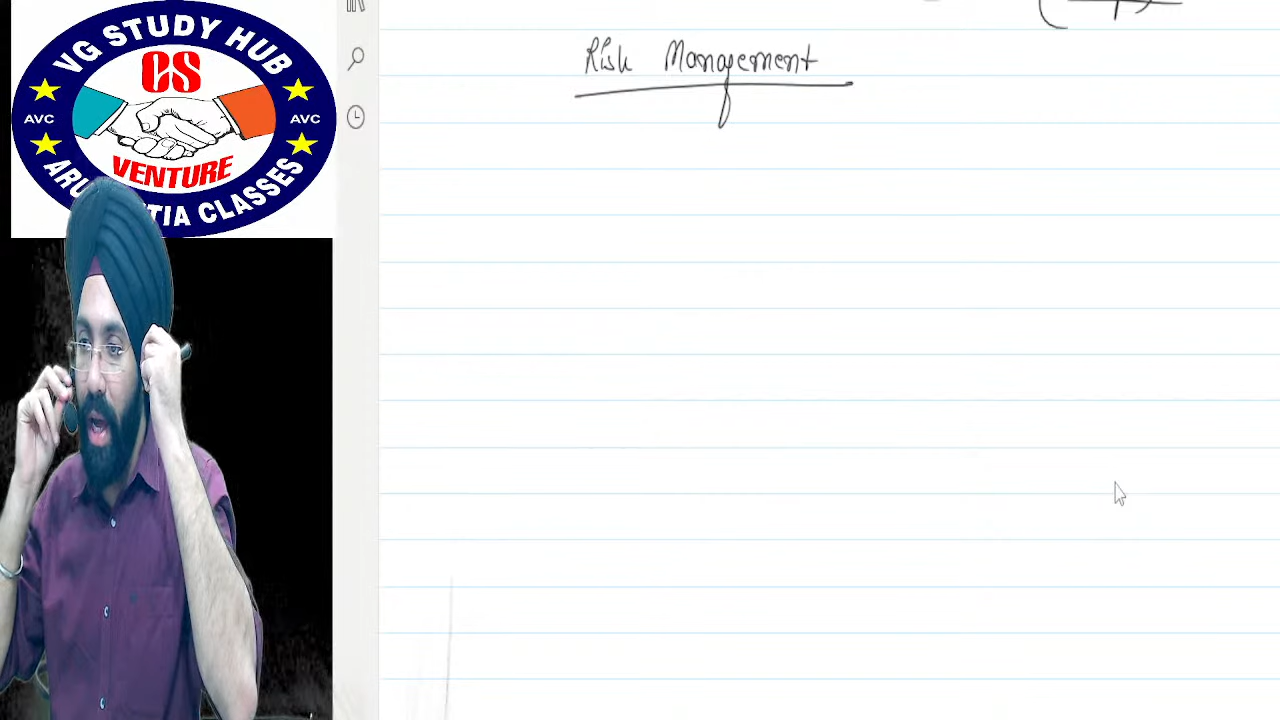 VG STUDY HUB
CS
AVC
AVC
VENTURE
TIA CLASSES
Risk Management